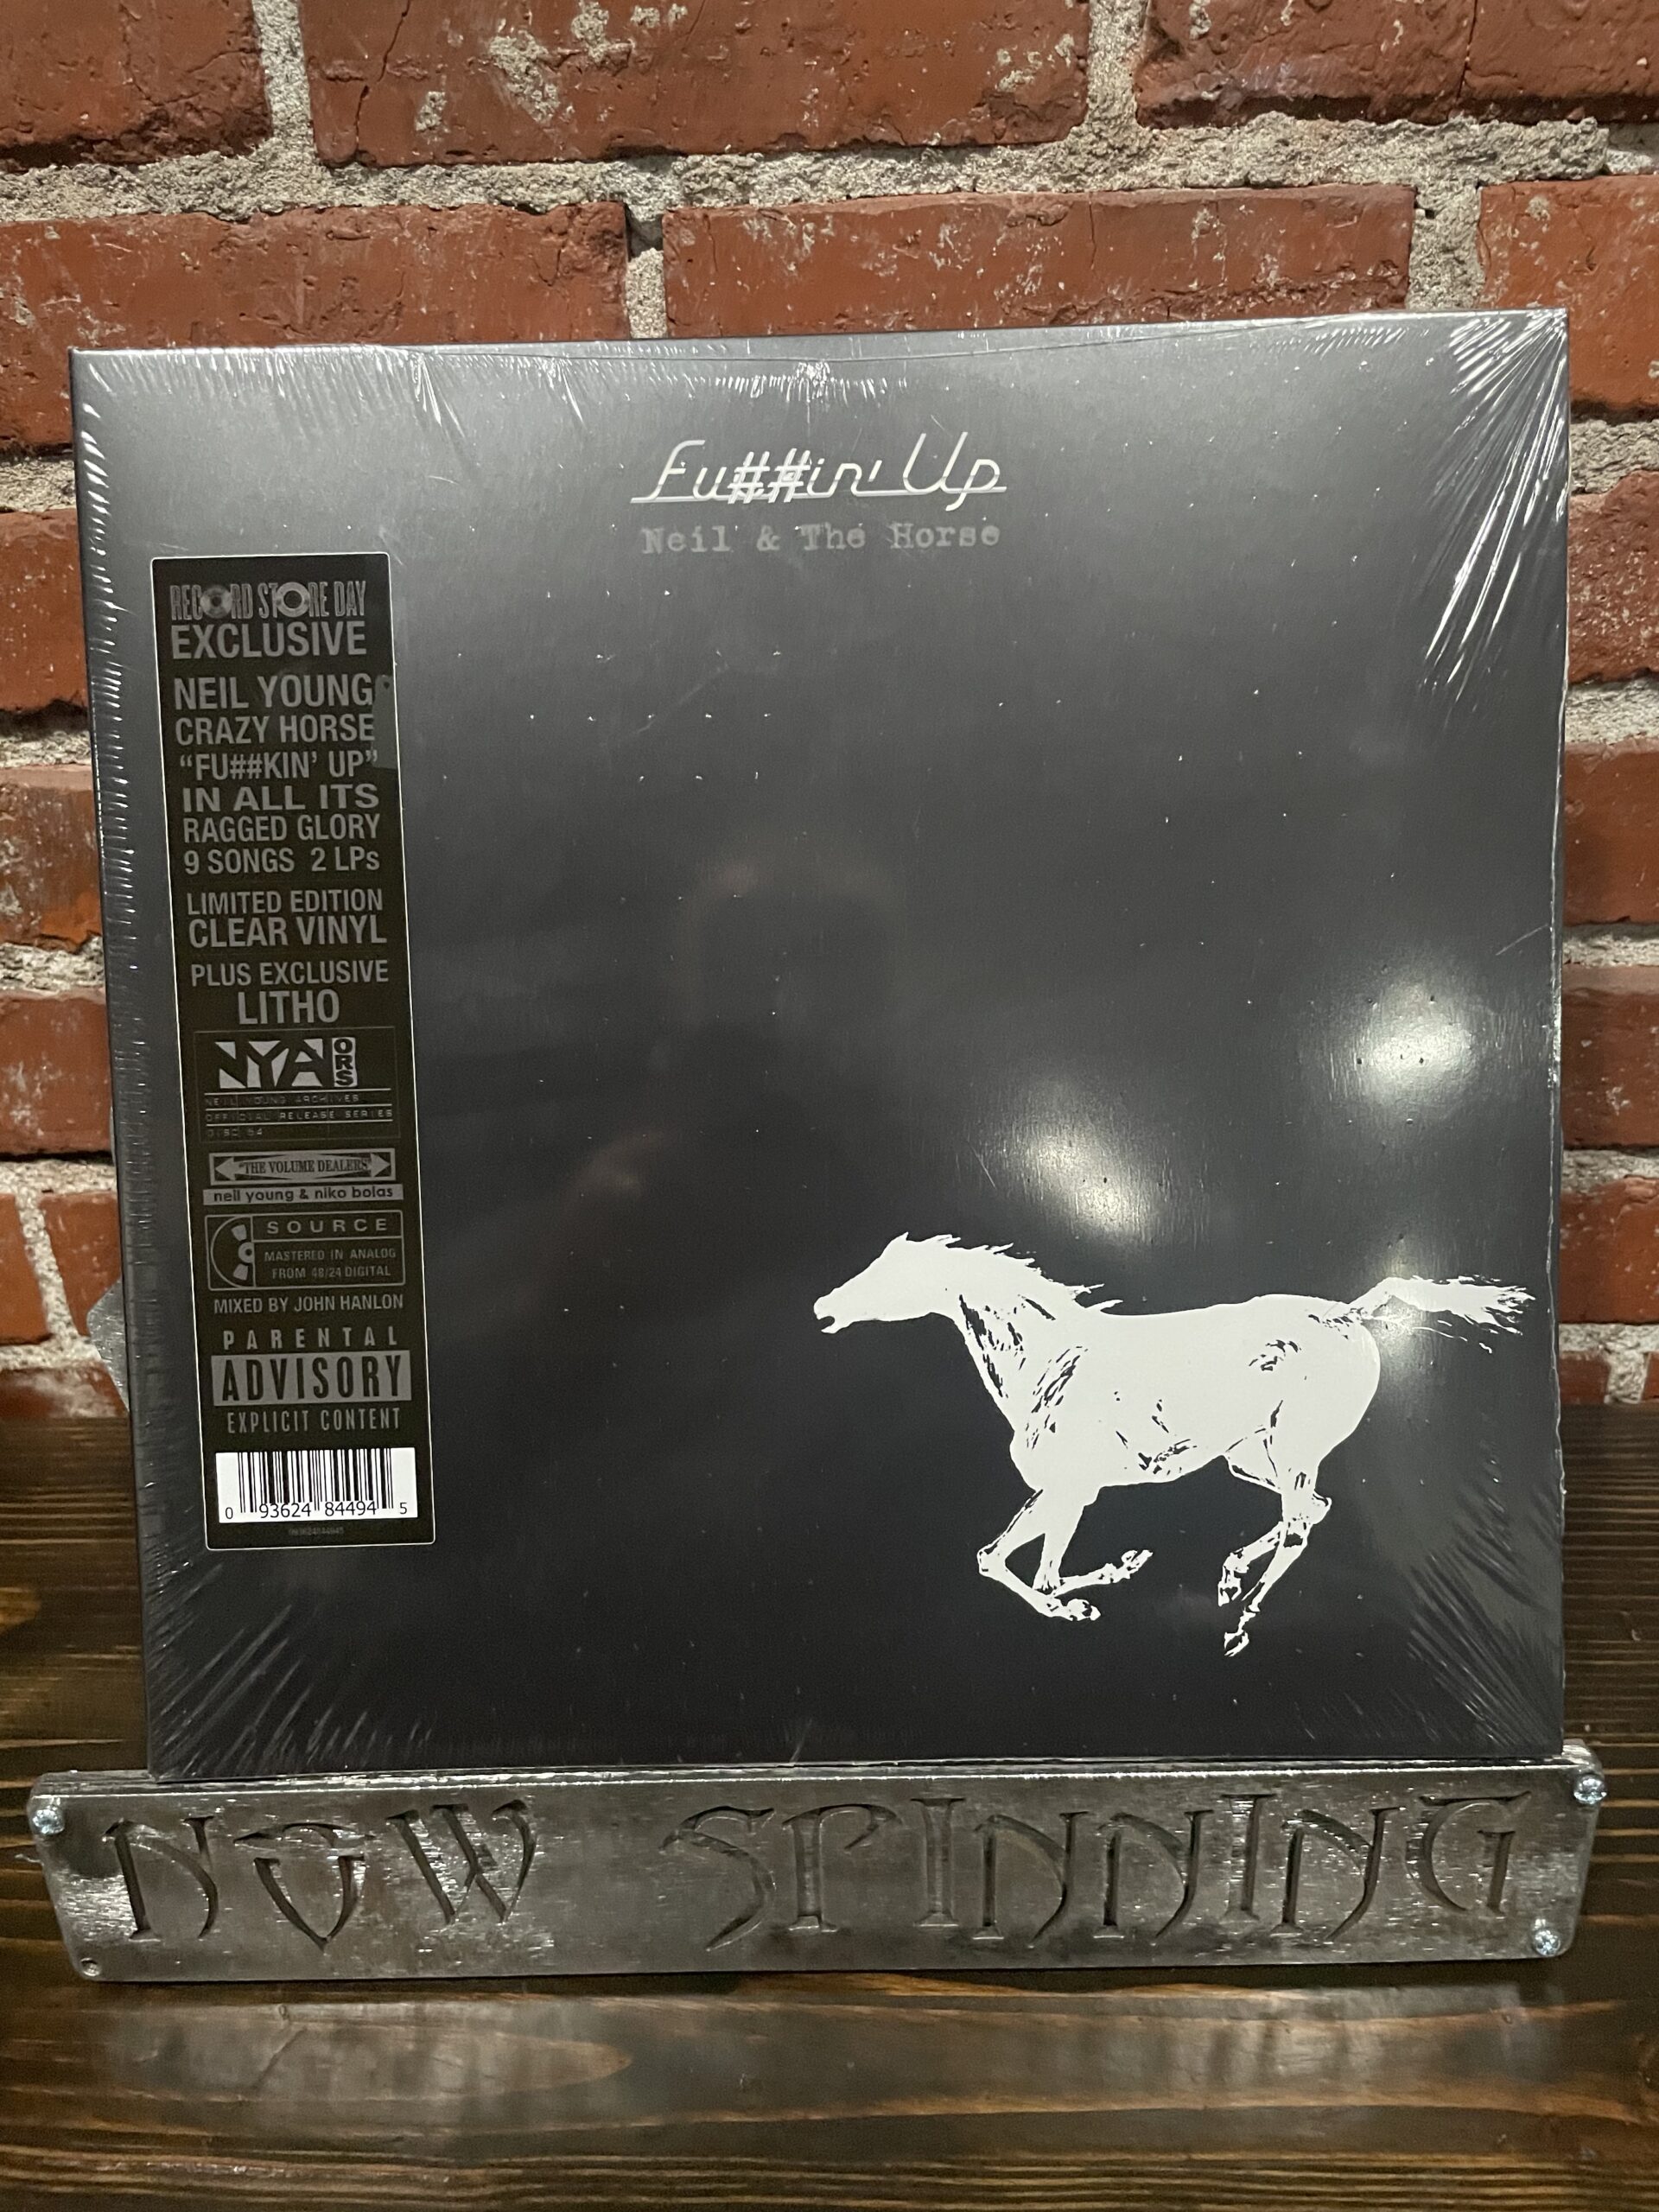 Fu##in' Up
Neil & The Horse
RECORD STORE DAY
EXCLUSIVE
NEIL YOUNG
CRAZY HORSE
“FU##KIN’ UP”
IN ALL ITS
RAGGED GLORY
9 SONGS 2 LPs
LIMITED EDITION
CLEAR VINYL
PLUS EXCLUSIVE
LITHO
NYA ORS
NEIL YOUNG ARCHIVES
OFFICIAL RELEASE SERIES
"THE VOLUME DEALERS"
neil young & niko bolas
SOURCE
MASTERED IN ANALOG
FROM 48/24 DIGITAL
MIXED BY JOHN HANLON
PARENTAL
ADVISORY
EXPLICIT CONTENT
0 93624 84494 5
NOW SPINNING